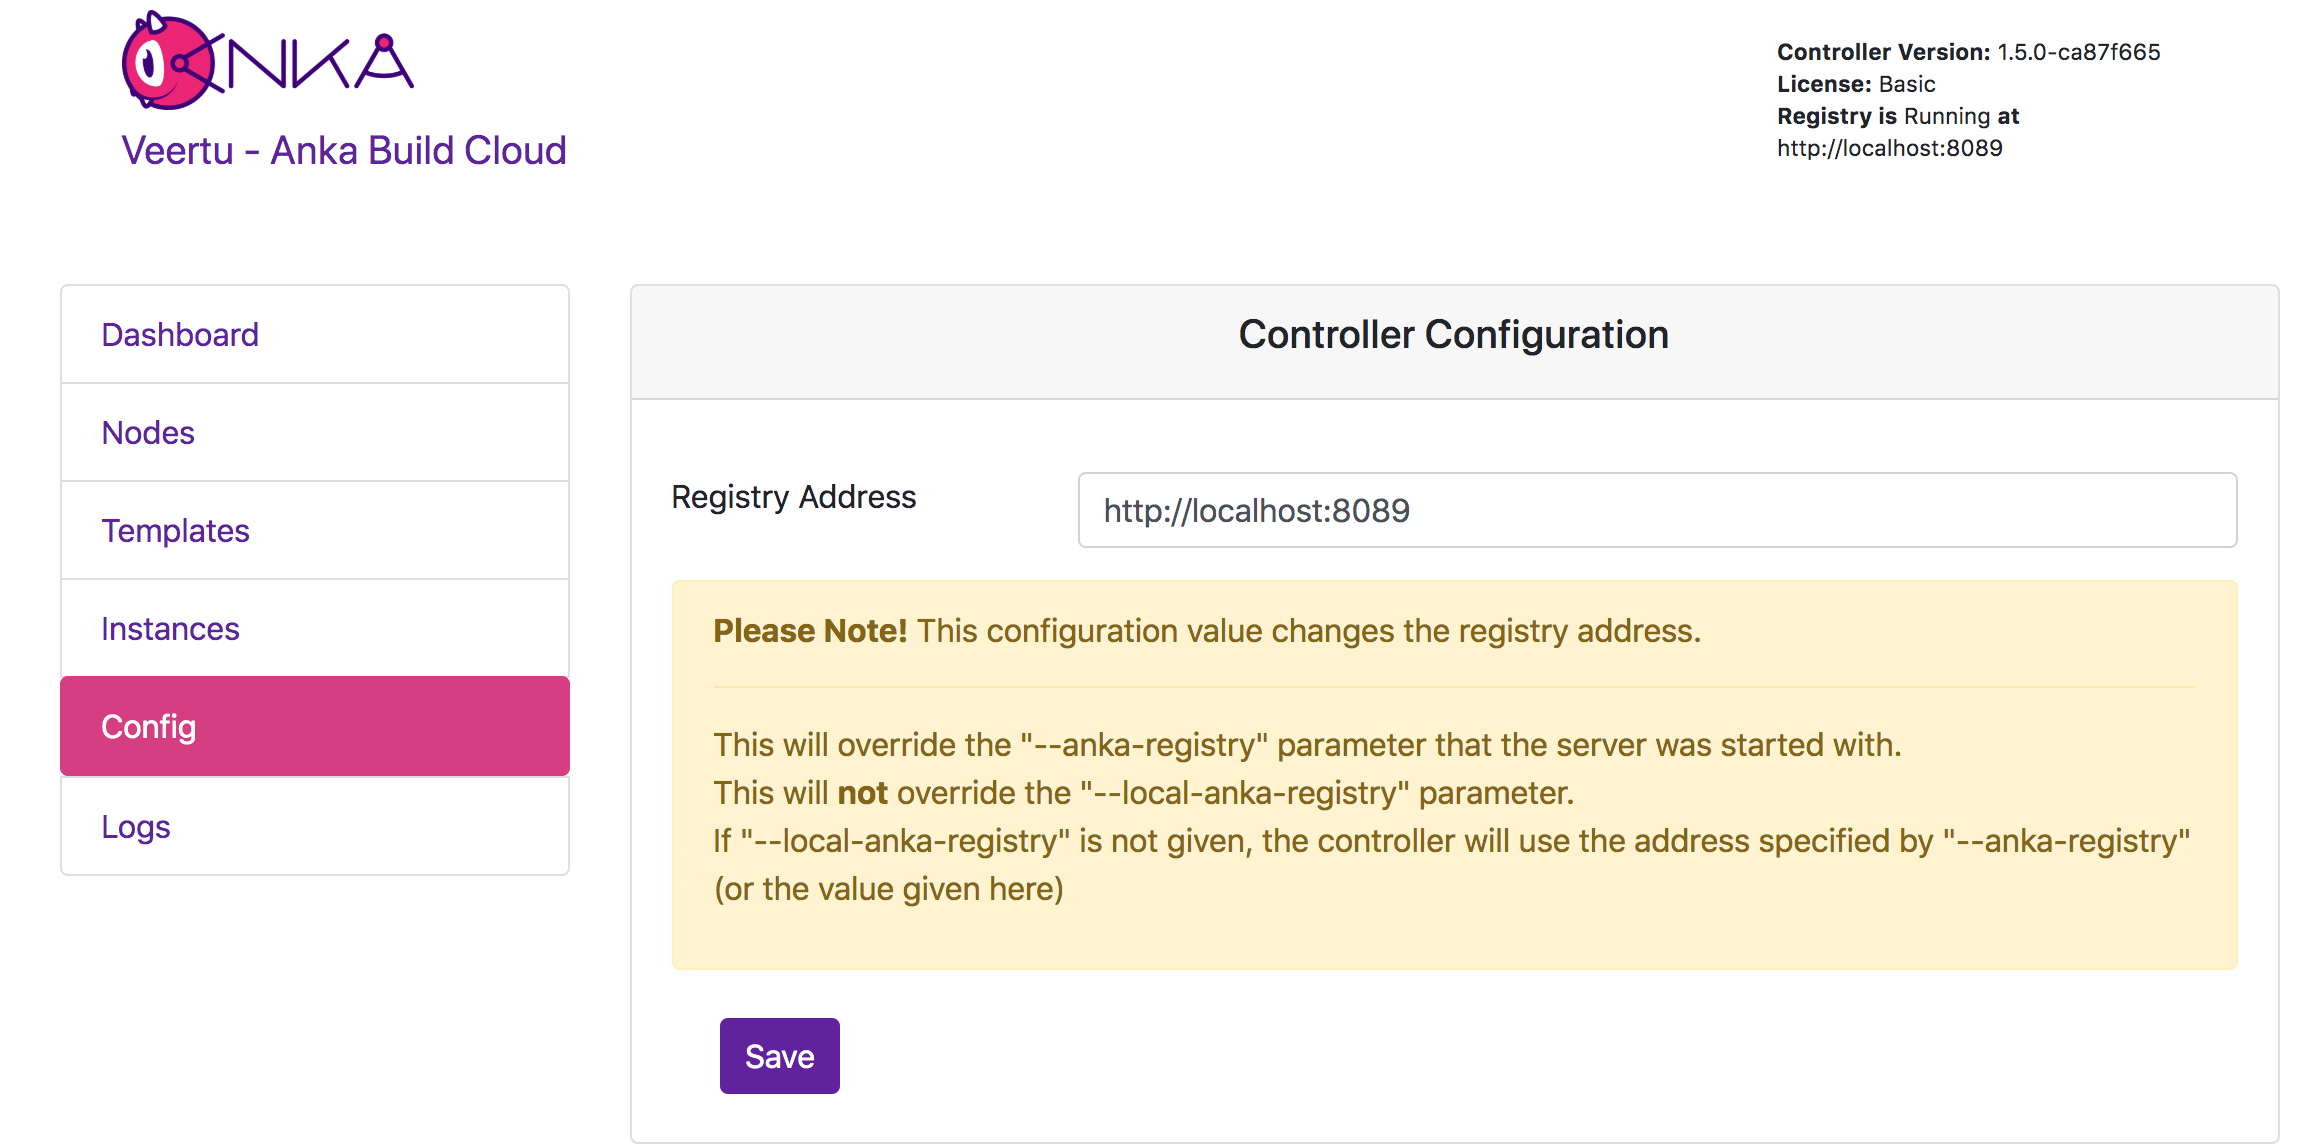 ANKA
Veertu - Anka Build Cloud
Controller Version: 1.5.0-ca87f665
License: Basic
Registry is Running at
http://localhost:8089
Dashboard
Nodes
Templates
Instances
Config
Logs
Controller Configuration
Registry Address
http://localhost:8089
Please Note! This configuration value changes the registry address.
This will override the "--anka-registry" parameter that the server was started with.
This will not override the "--local-anka-registry" parameter.
If "--local-anka-registry" is not given, the controller will use the address specified by "--anka-registry"
(or the value given here)
Save